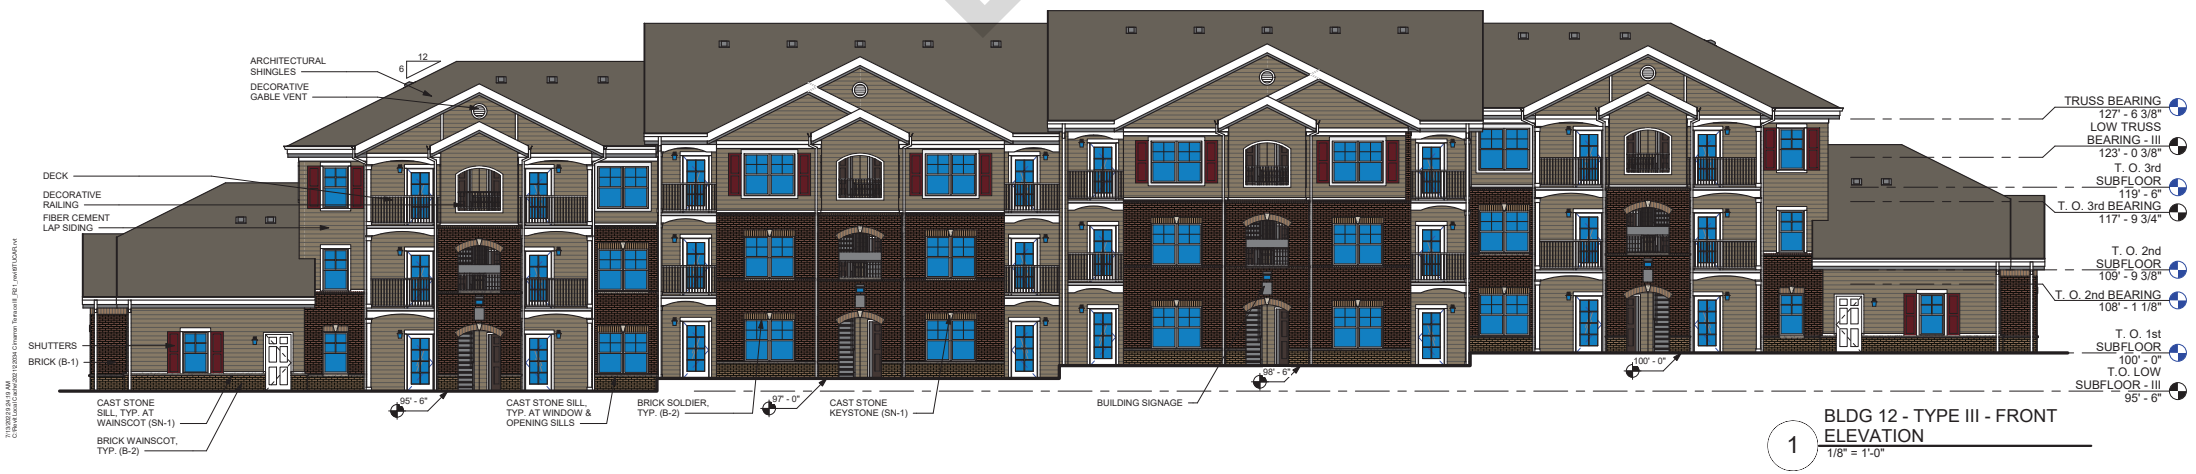 ARCHITECTURAL
SHINGLES
DECORATIVE
GABLE VENT
12
6
DECK
DECORATIVE
RAILING
FIBER CEMENT
LAP SIDING
SHUTTERS
BRICK (B-1)
CAST STONE
SILL, TYP. AT
WAINSCOT (SN-1)
BRICK WAINSCOT,
TYP. (B-2)
95' - 6"
CAST STONE SILL,
TYP. AT WINDOW &
OPENING SILLS
BRICK SOLDIER,
TYP. (B-2)
97' - 0"
CAST STONE
KEYSTONE (SN-1)
BUILDING SIGNAGE
98' - 6"
100' - 0"
TRUSS BEARING
127' - 6 3/8"
LOW TRUSS
BEARING - III
123' - 0 3/8"
T. O. 3rd
SUBFLOOR
119' - 6"
T. O. 3rd BEARING
117' - 9 3/4"
T. O. 2nd
SUBFLOOR
109' - 9 3/8"
T. O. 2nd BEARING
108' - 1 1/8"
T. O. 1st
SUBFLOOR
100' - 0"
T.O. LOW
SUBFLOOR - III
95' - 6"
1
BLDG 12 - TYPE III - FRONT
ELEVATION
1/8" = 1'-0"